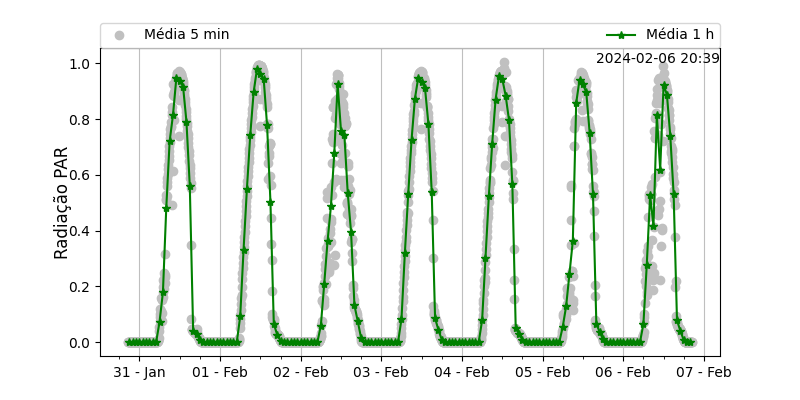 Média 5 min
Média 1 h
2024-02-06 20:39
Radiação PAR
1.0
0.8
0.6
0.4
0.2
0.0
31 - Jan
01 - Feb
02 - Feb
03 - Feb
04 - Feb
05 - Feb
06 - Feb
07 - Feb